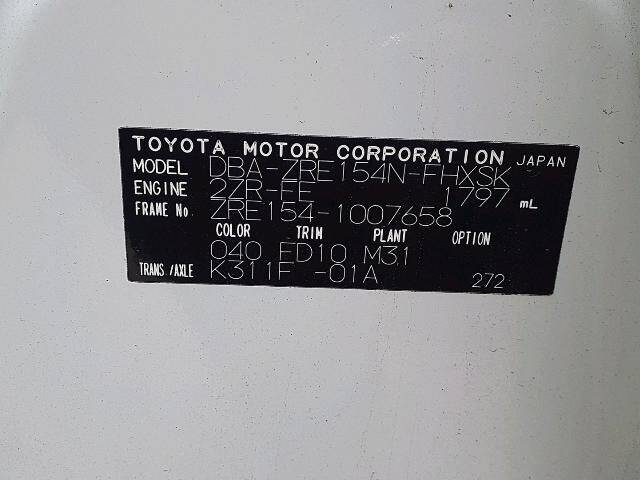 TOYOTA MOTOR CORPORATION JAPAN
MODEL DBA-ZRE154N-FHXSK
ENGINE 2ZR-FE 1797 mL
FRAME No ZRE154-1007658
COLOR TRIM PLANT OPTION
040 FD10 M31
TRANS/AXLE K311F -01A 272